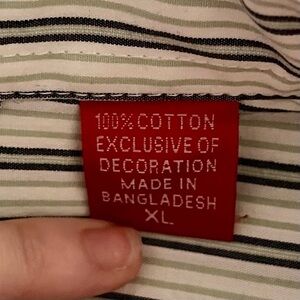 100% COTTON
EXCLUSIVE OF
DECORATION
MADE IN
BANGLADESH
XL